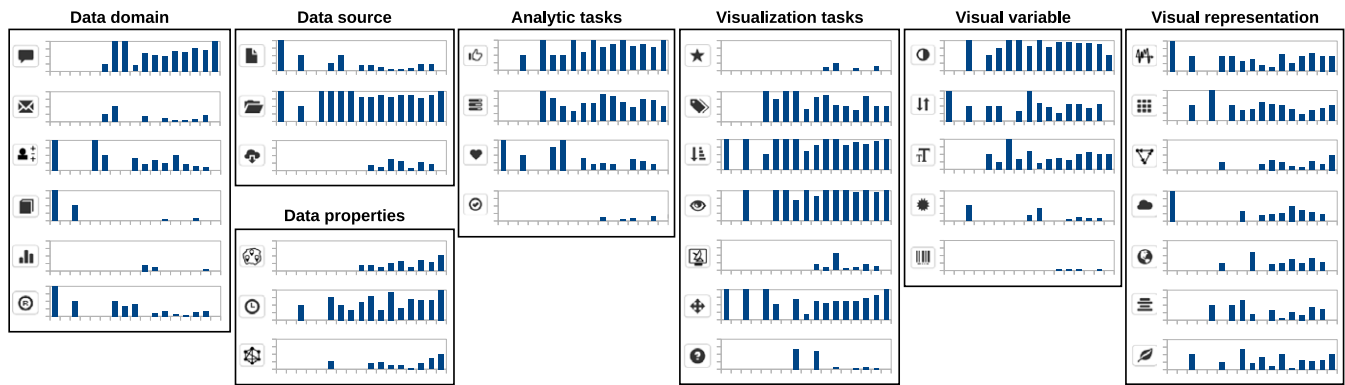 Data domain
Data source
Analytic tasks
Visualization tasks
Visual variable
Visual representation
Data properties